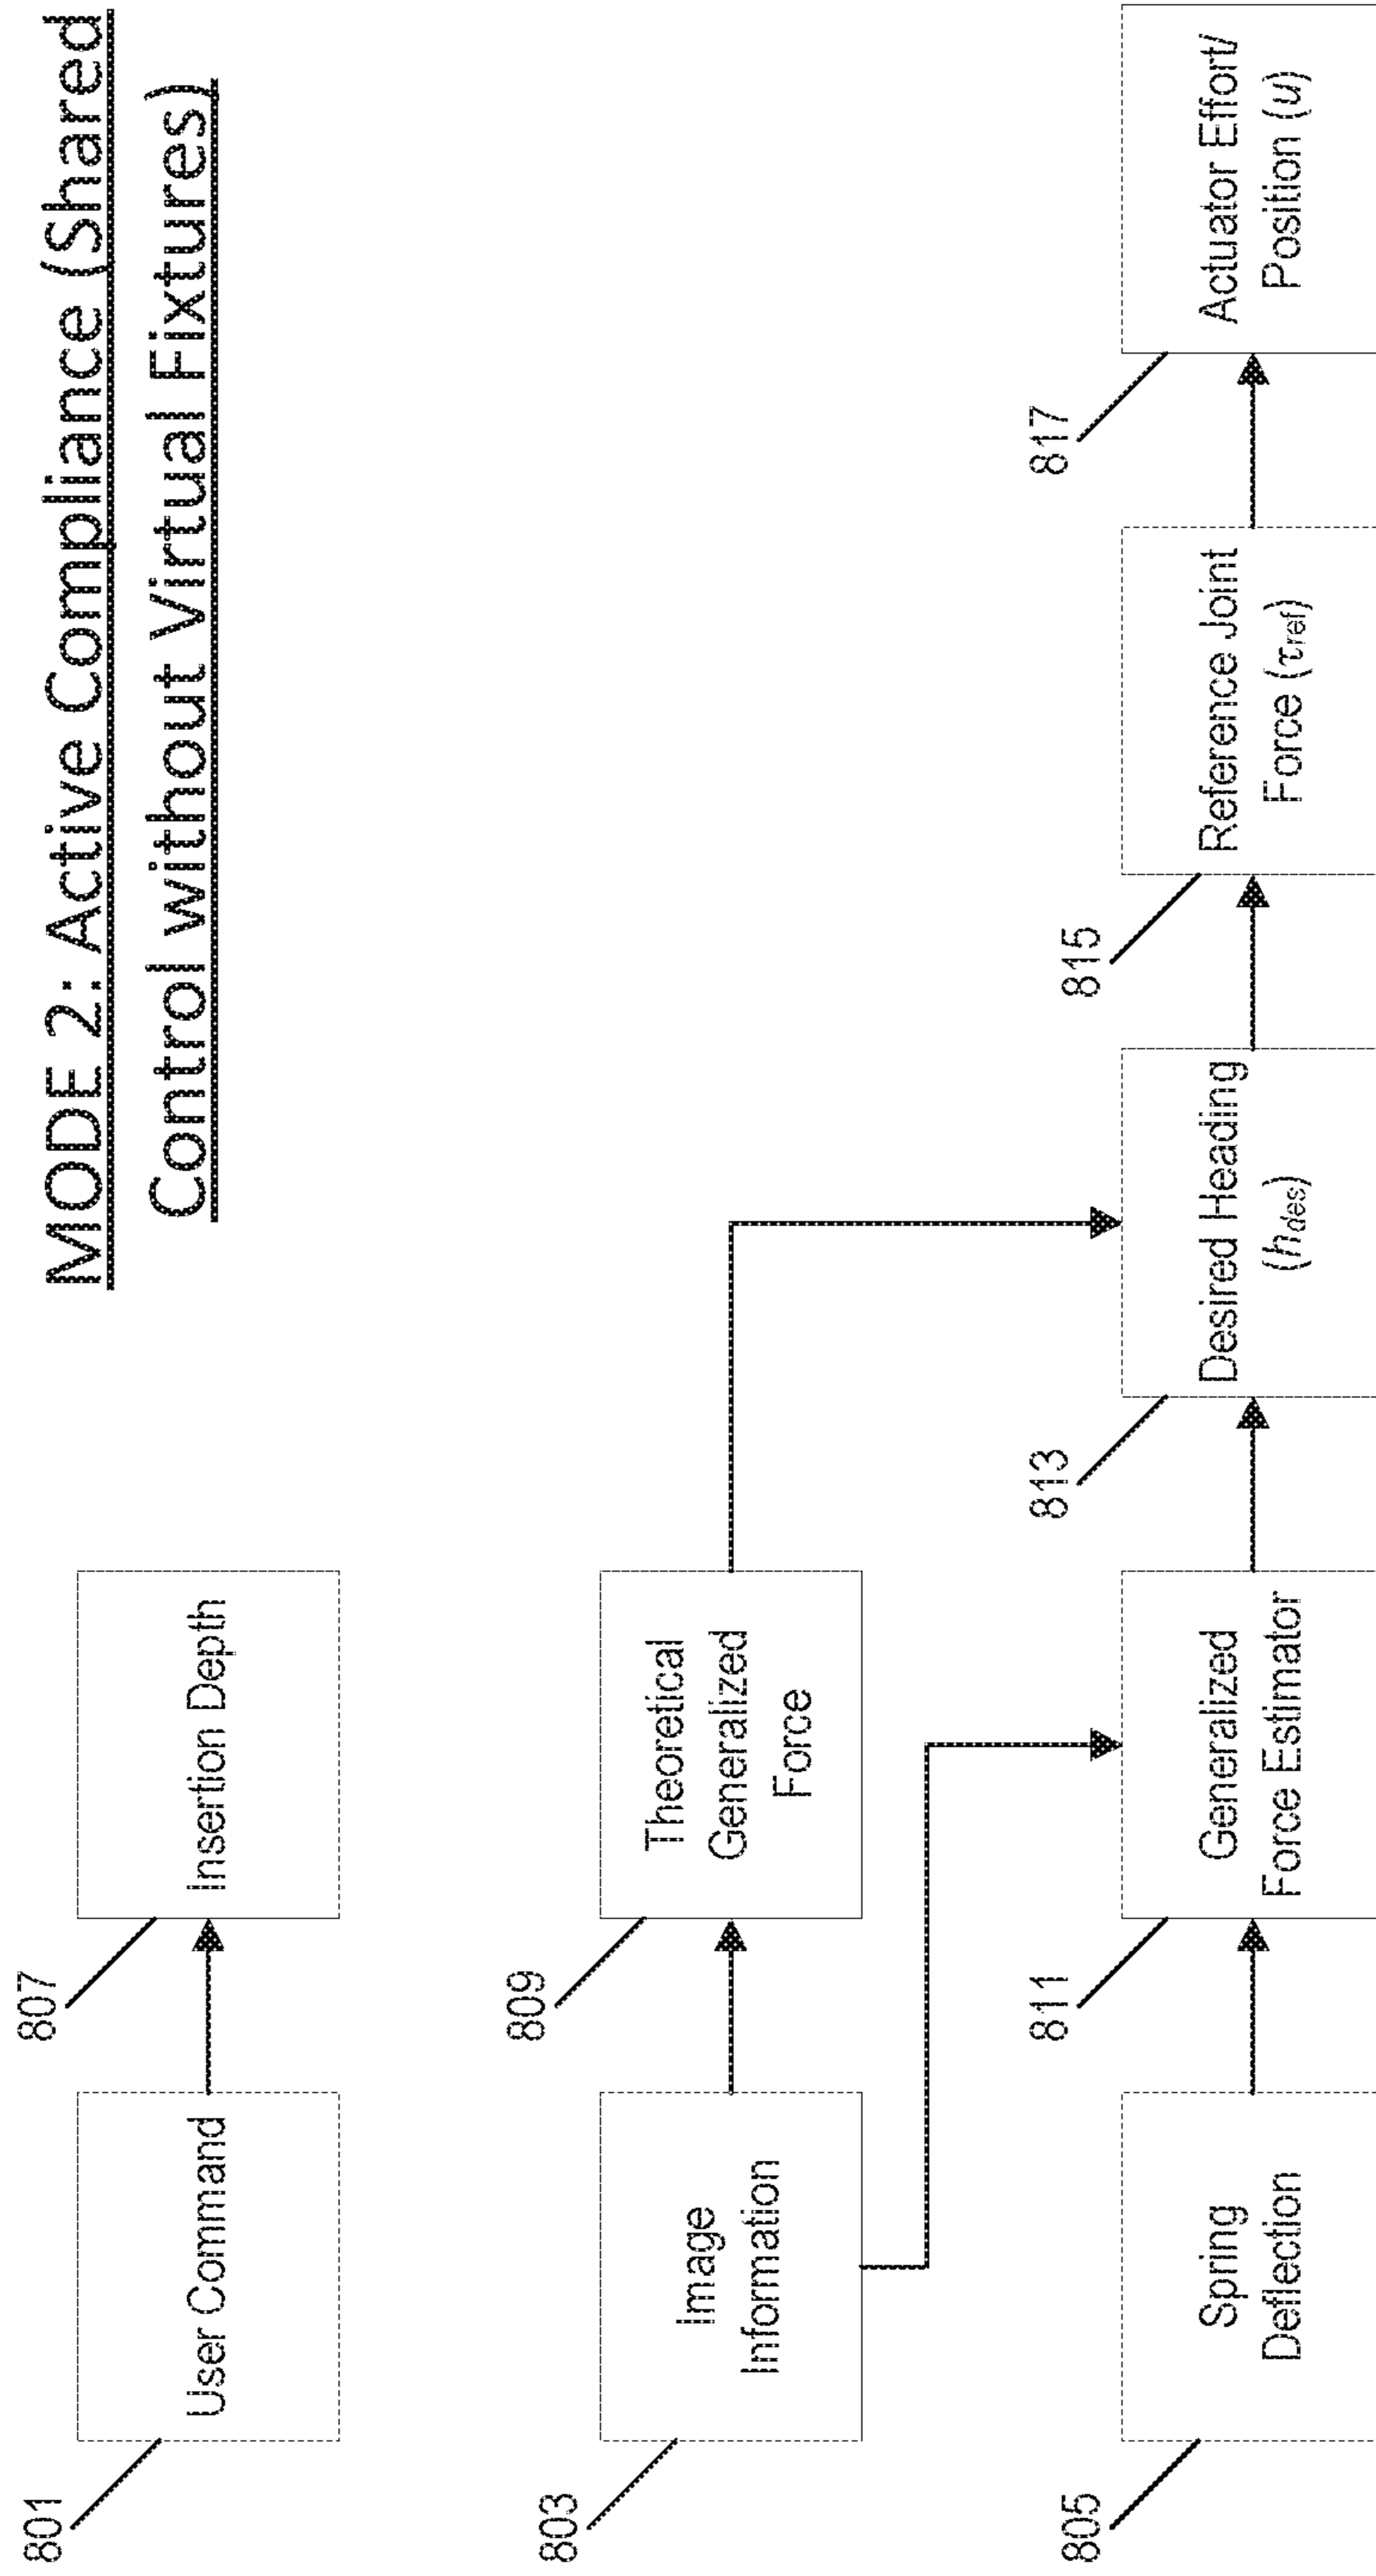 MODE 2: Active Compliance (Shared
Control without Virtual Fixtures)
801
User Command
807
Insertion Depth
803
Image
Information
809
Theoretical
Generalized
Force
805
Spring
Deflection
811
Generalized
Force Estimator
813
Desired Heading
(h_des)
815
Reference Joint
Force (τ_ref)
817
Actuator Effort/
Position (u)